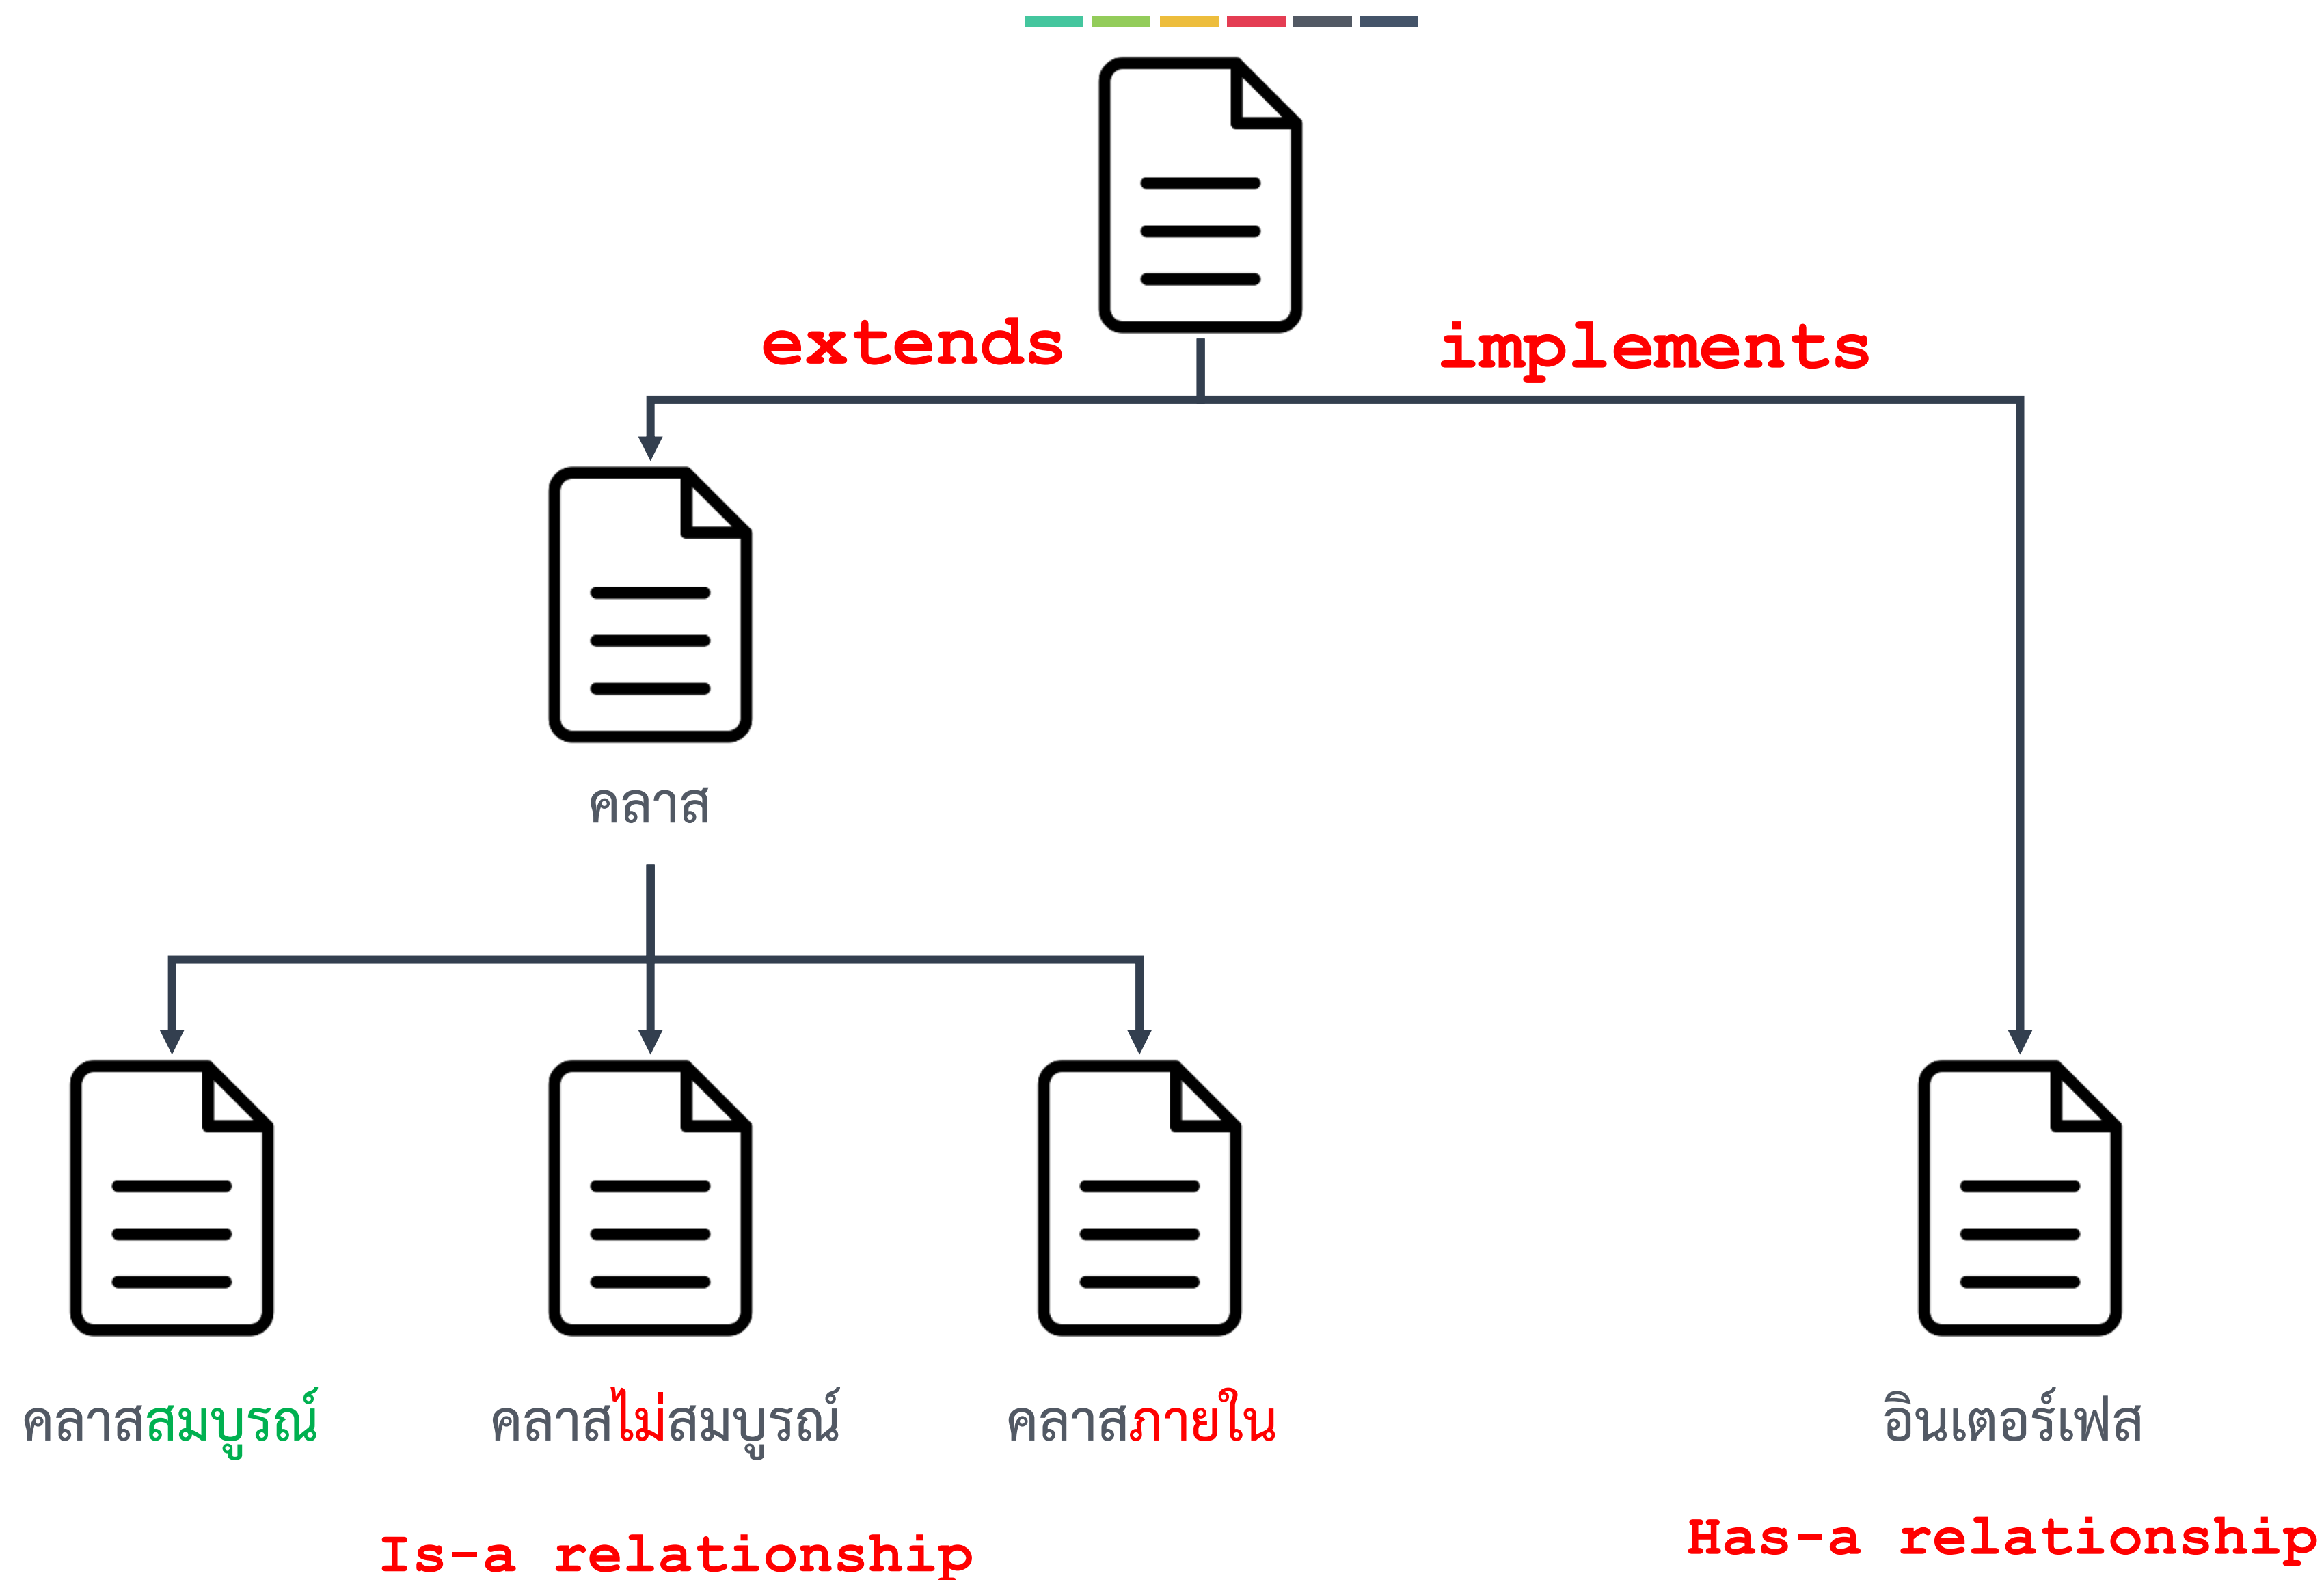 extends
implements
คลาส
คลาสสมบูรณ์
คลาสไม่สมบูรณ์
คลาสภายใน
อินเตอร์เฟส
Is-a relationship
Has-a relationship